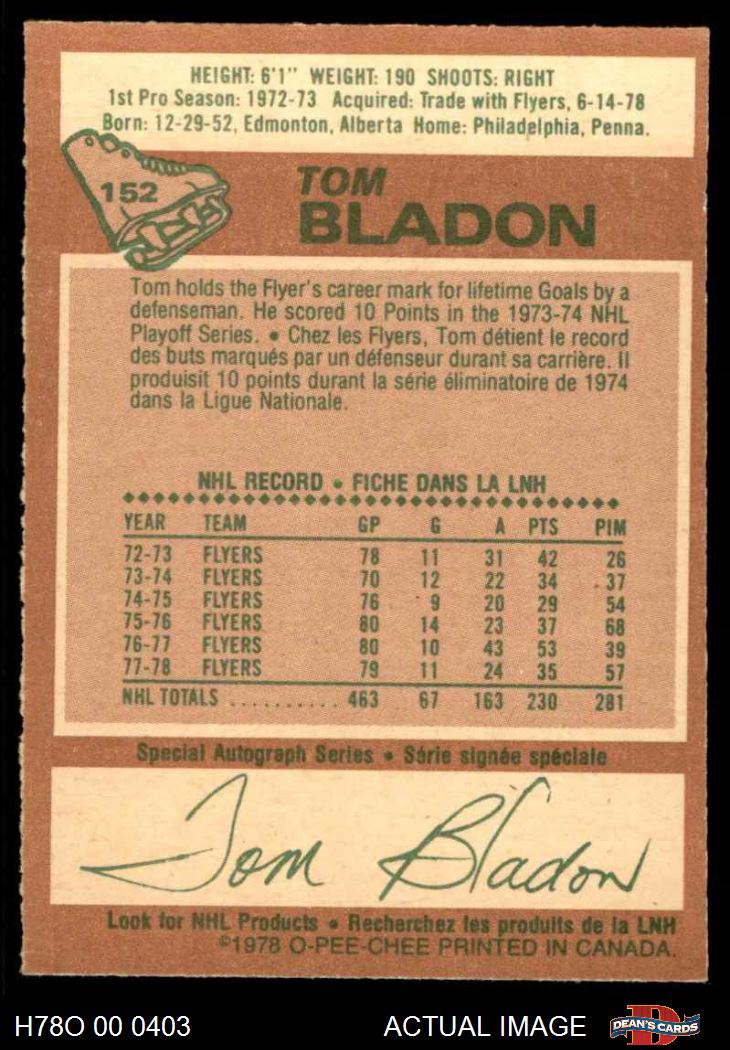 HEIGHT: 6'1" WEIGHT: 190 SHOOTS: RIGHT
1st Pro Season: 1972-73 Acquired: Trade with Flyers, 6-14-78
Born: 12-29-52, Edmonton, Alberta Home: Philadelphia, Penna.
152
TOM
BLADON
Tom holds the Flyer's career mark for lifetime Goals by a
defenseman. He scored 10 Points in the 1973-74 NHL
Playoff Series. • Chez les Flyers, Tom détient le record
des buts marqués par un défenseur durant sa carrière. Il
produisit 10 points durant la série éliminatoire de 1974
dans la Ligue Nationale.
NHL RECORD • FICHE DANS LA LNH
YEAR TEAM GP G A PTS PIM
72-73 FLYERS 78 11 31 42 26
73-74 FLYERS 70 12 22 34 37
74-75 FLYERS 76 9 20 29 54
75-76 FLYERS 80 14 23 37 68
76-77 FLYERS 80 10 43 53 39
77-78 FLYERS 79 11 24 35 57
NHL TOTALS .......... 463 67 163 230 281
Special Autograph Series • Série signée spéciale
Tom Bladon
Look for NHL Products • Recherchez les produits de la LNH
©1978 O-PEE-CHEE PRINTED IN CANADA.
H78O 00 0403 ACTUAL IMAGE DEAN'S CARDS